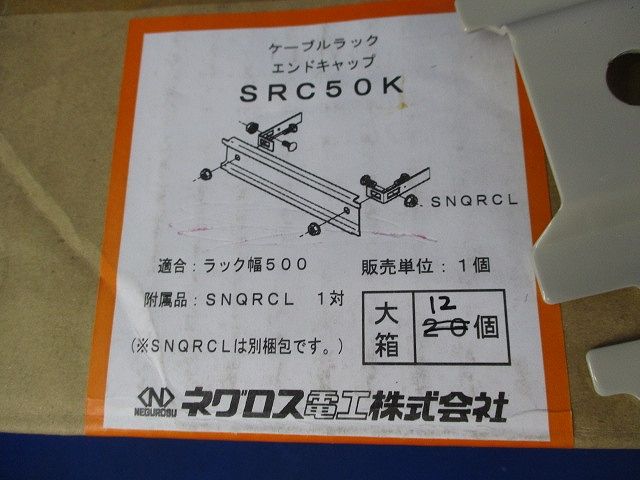 ケーブルラック
エンドキャップ
SRC50K
SNQRCL
適合：ラック幅500
販売単位：1個
附属品：SNQRCL 1対
(※SNQRCLは別梱包です。)
大箱
12
20個
NEGUROSU
ネグロス電工株式会社